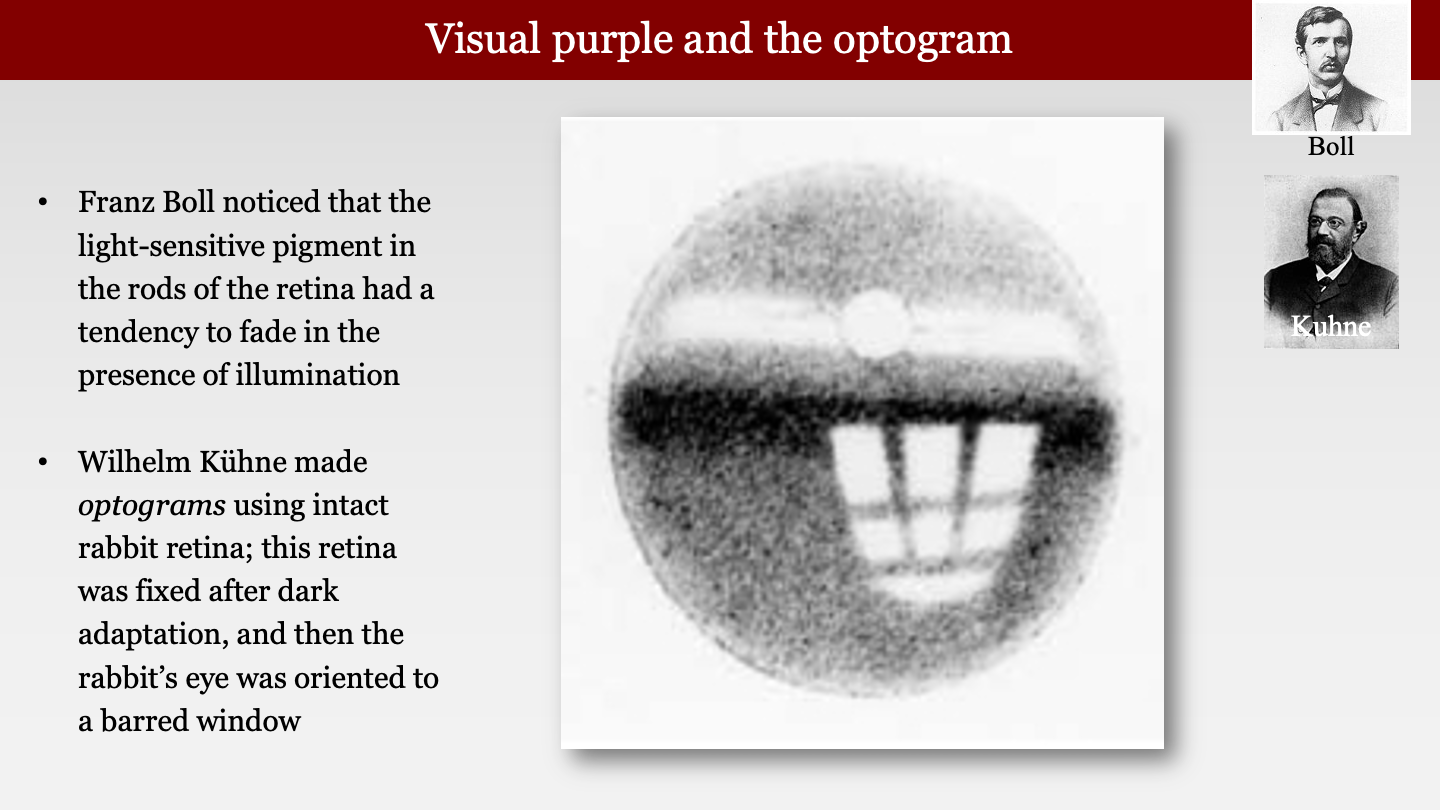 Visual purple and the optogram
Boll
Kuhne
• Franz Boll noticed that the
light-sensitive pigment in
the rods of the retina had a
tendency to fade in the
presence of illumination
• Wilhelm Kühne made
optograms using intact
rabbit retina; this retina
was fixed after dark
adaptation, and then the
rabbit’s eye was oriented to
a barred window